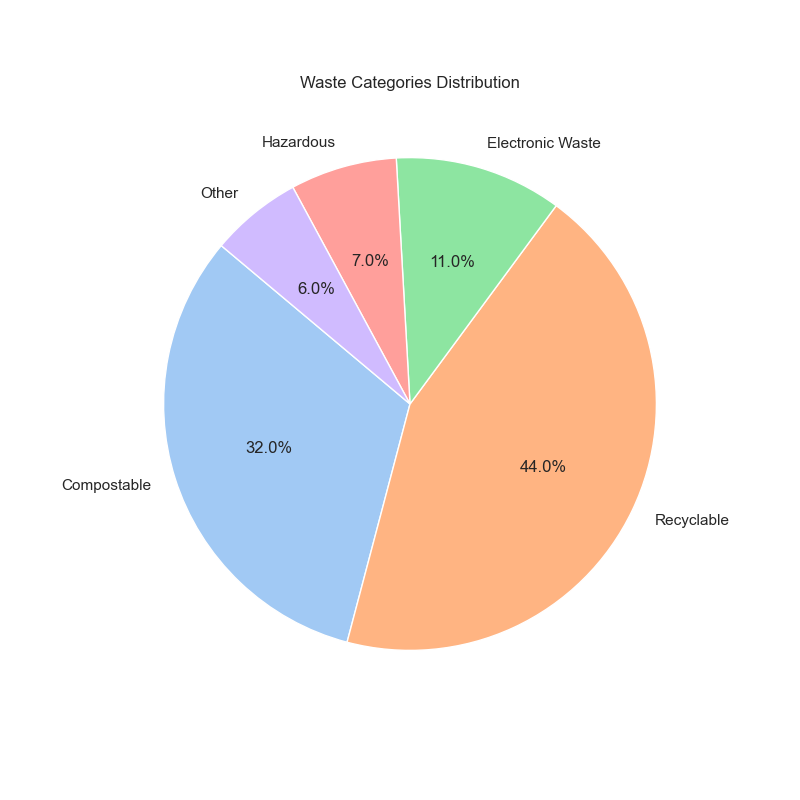 Waste Categories Distribution
Hazardous
Electronic Waste
Other
7.0%
11.0%
6.0%
32.0%
44.0%
Compostable
Recyclable